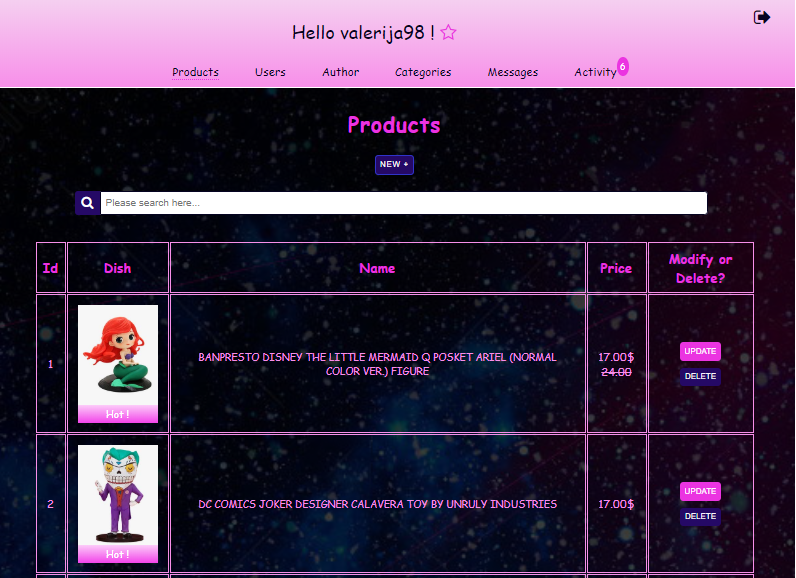 Hello valerija98 !
Products Users Author Categories Messages Activity 6
Products
NEW +
Please search here...
Id Dish Name Price Modify or
Delete?
1 BANPRESTO DISNEY THE LITTLE MERMAID Q POSKET ARIEL (NORMAL
COLOR VER.) FIGURE
17.00$
24.00
UPDATE
DELETE
Hot !
2 DC COMICS JOKER DESIGNER CALAVERA TOY BY UNRULY INDUSTRIES 17.00$
UPDATE
DELETE
Hot !